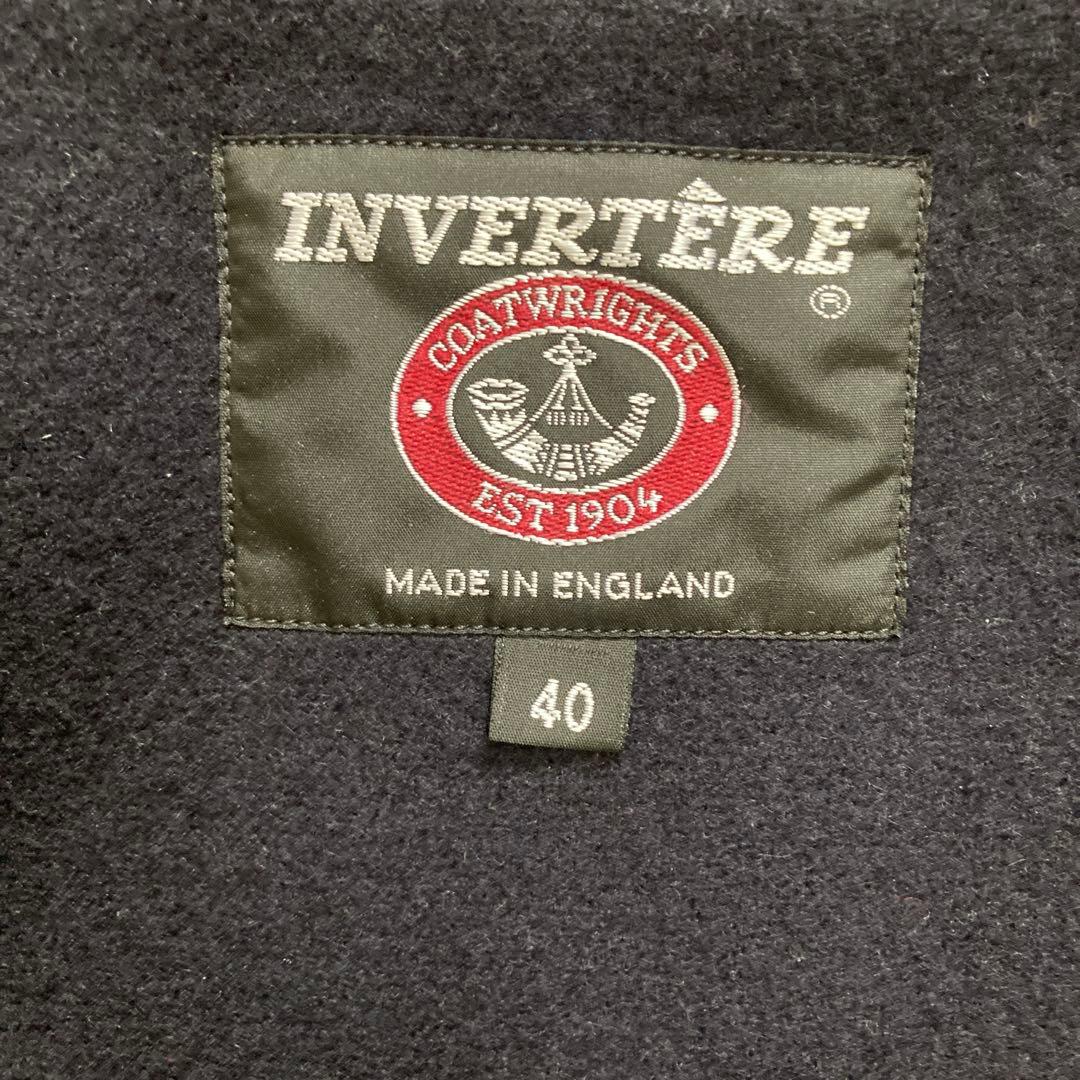 INVERTÊRE
®
COATWRIGHTS
EST 1904
MADE IN ENGLAND
40